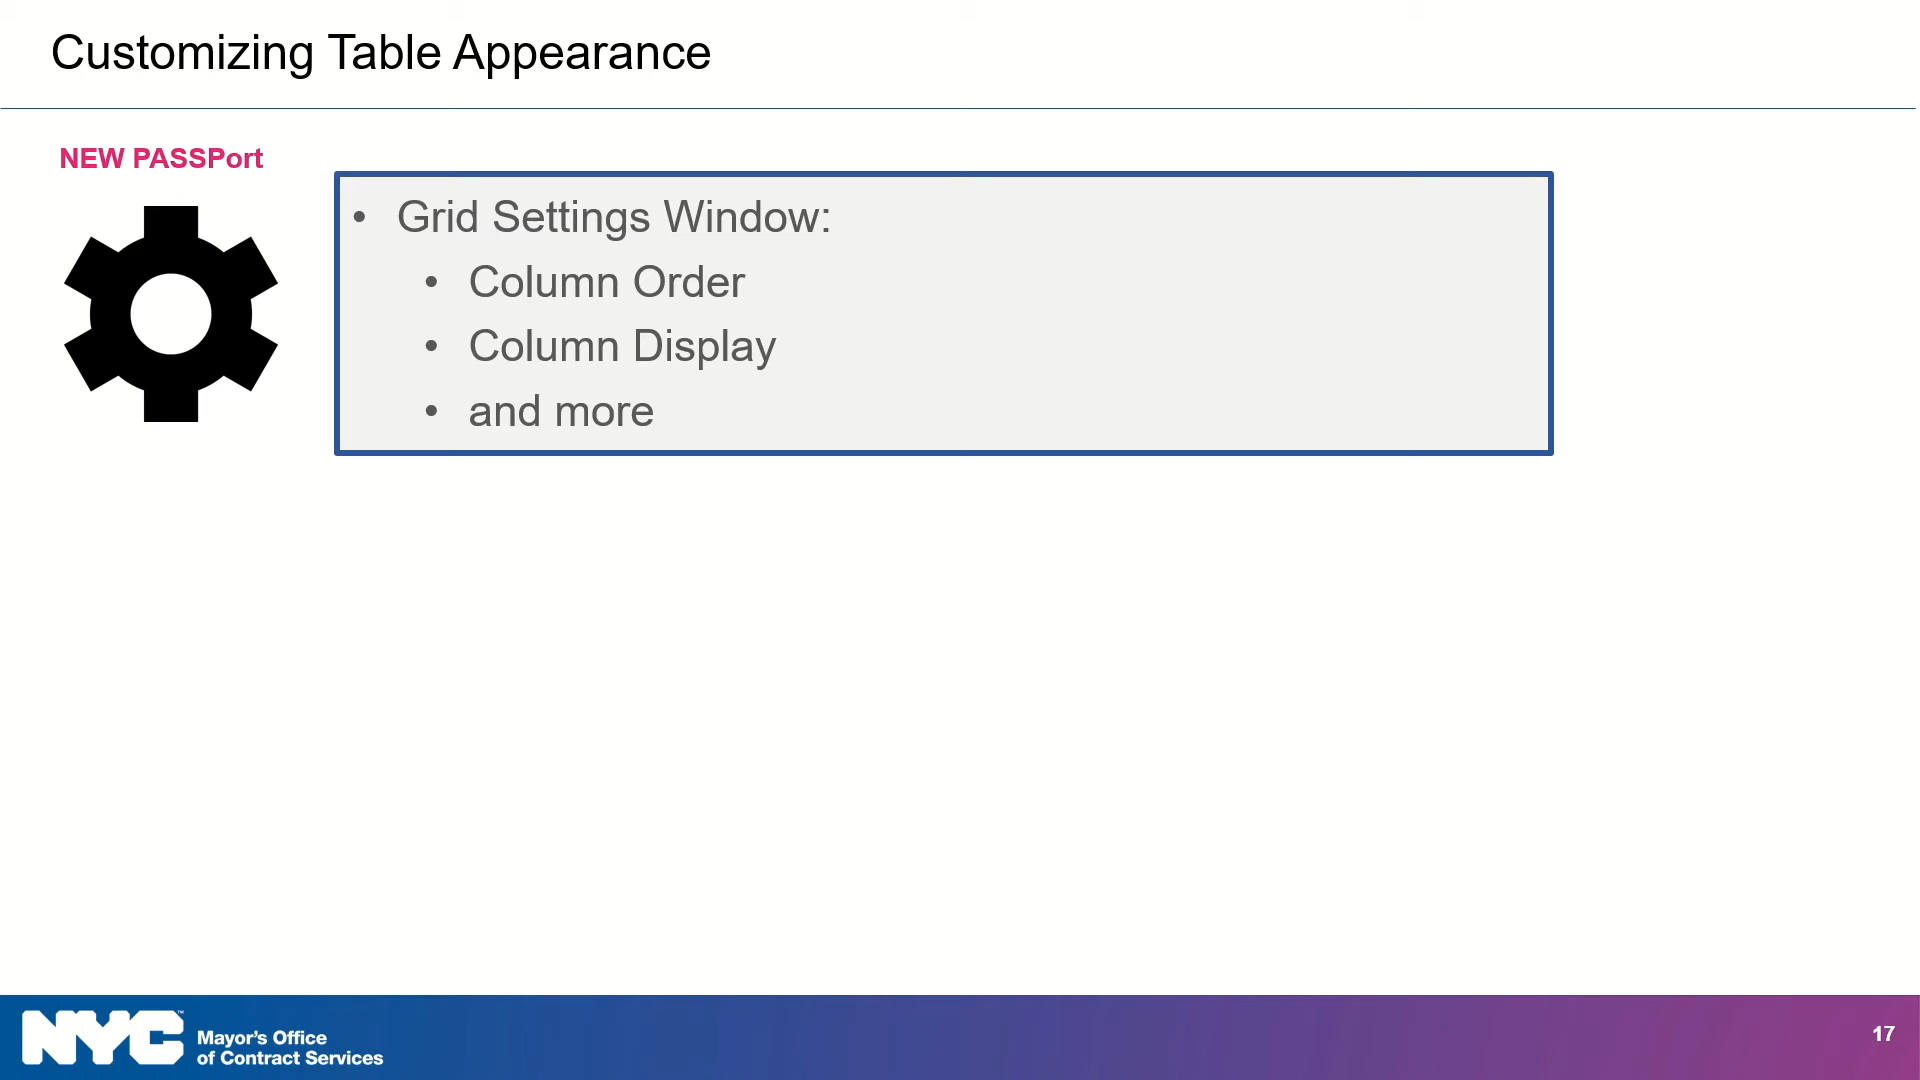 Customizing Table Appearance
NEW PASSPort
• Grid Settings Window:
• Column Order
• Column Display
• and more
NYC™
Mayor's Office
of Contract Services
17